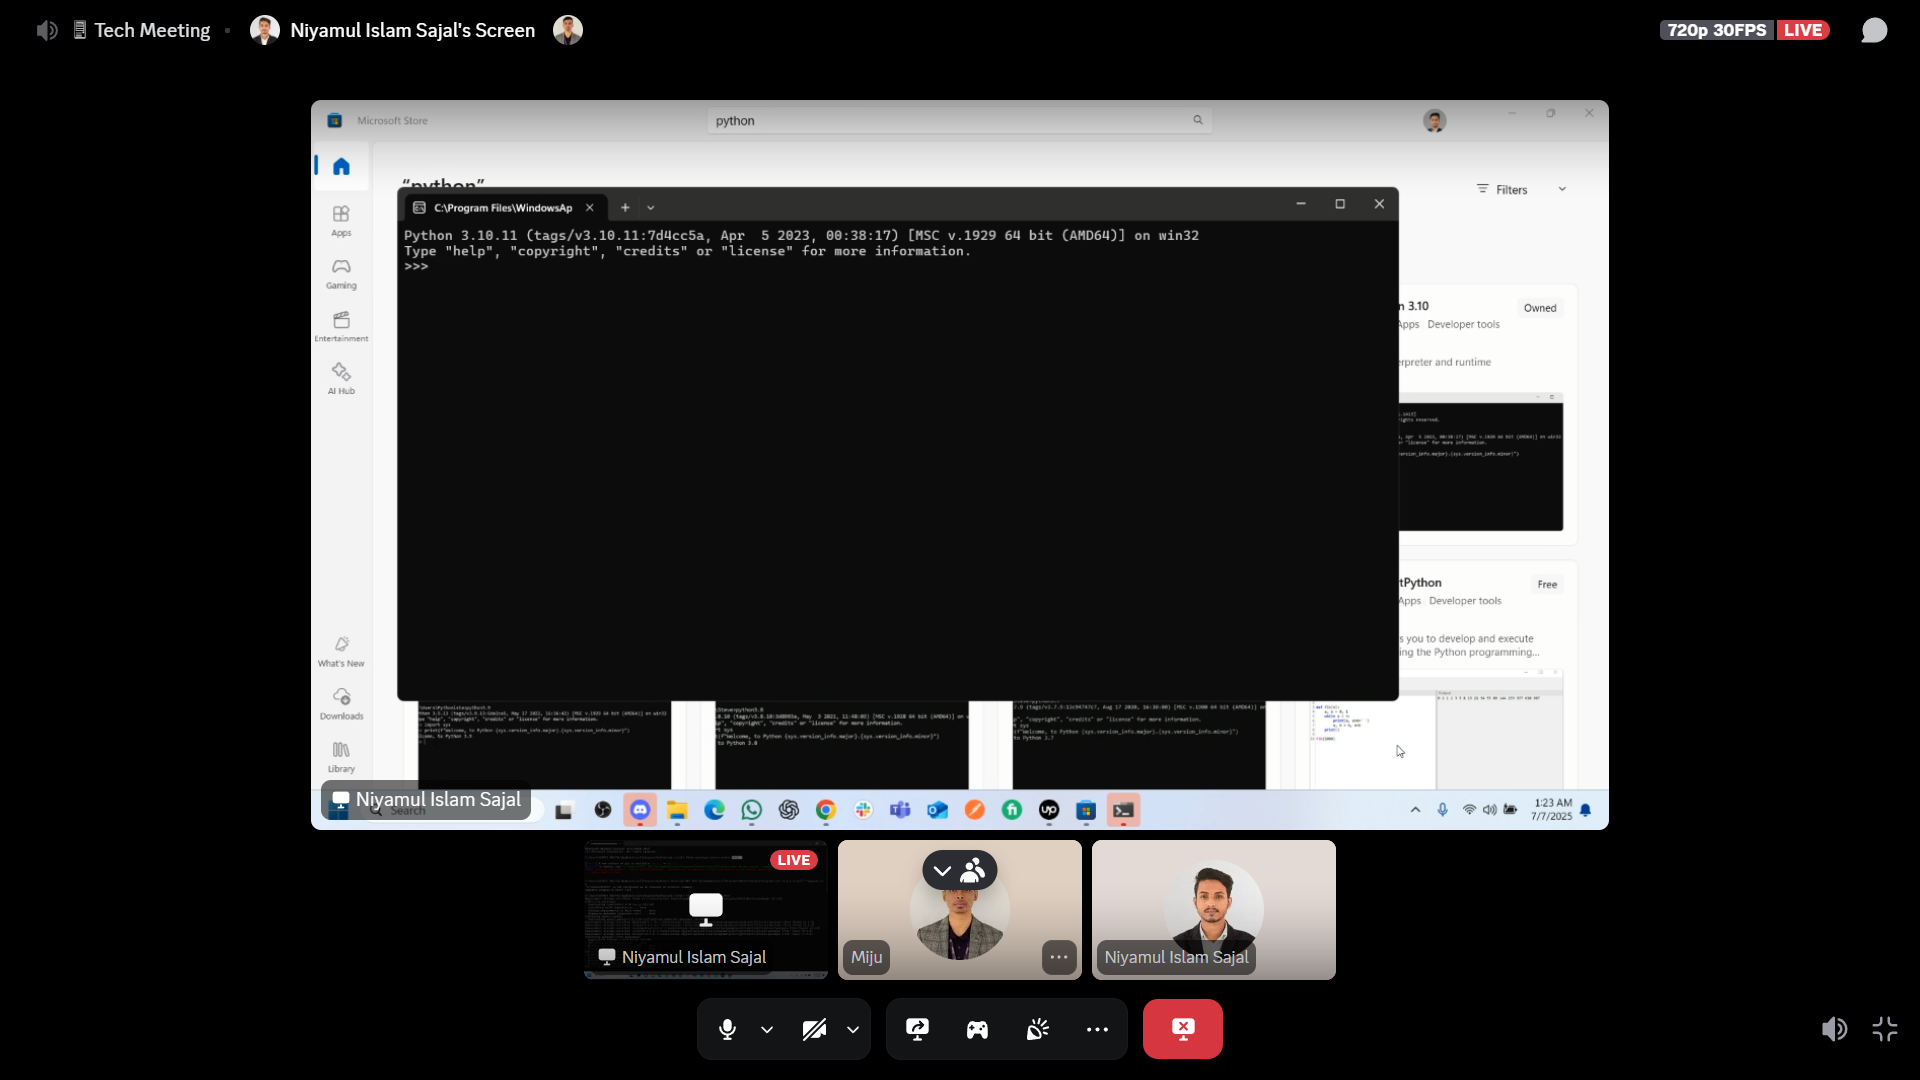 Tech Meeting
Niyamul Islam Sajal's Screen
720p 30FPS LIVE
Microsoft Store
python
"python"
Filters
C:\Program Files\WindowsAp
Python 3.10.11 (tags/v3.10.11:7d4cc5a, Apr  5 2023, 00:38:17) [MSC v.1929 64 bit (AMD64)] on win32
Type "help", "copyright", "credits" or "license" for more information.
>>>
Apps
Gaming
Entertainment
AI Hub
What's New
Downloads
Library
n 3.10
Owned
Apps Developer tools
erpreter and runtime
tPython
Free
Apps Developer tools
s you to develop and execute
ing the Python programming...
Niyamul Islam Sajal
Search
1:23 AM
7/7/2025
LIVE
Niyamul Islam Sajal
Miju
Niyamul Islam Sajal